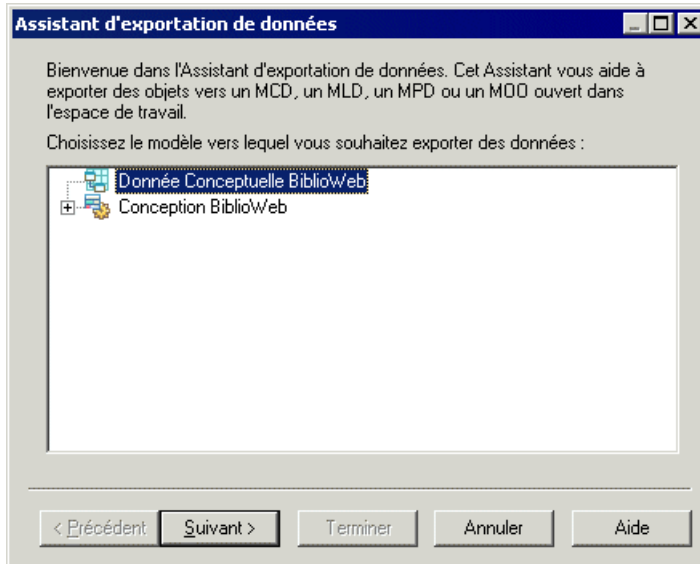 Assistant d'exportation de données
Bienvenue dans l'Assistant d'exportation de données. Cet Assistant vous aide à
exporter des objets vers un MCD, un MLD, un MPD ou un MOO ouvert dans
l'espace de travail.
Choisissez le modèle vers lequel vous souhaitez exporter des données :
Donnée Conceptuelle BiblioWeb
Conception BiblioWeb
< Précédent Suivant > Terminer Annuler Aide